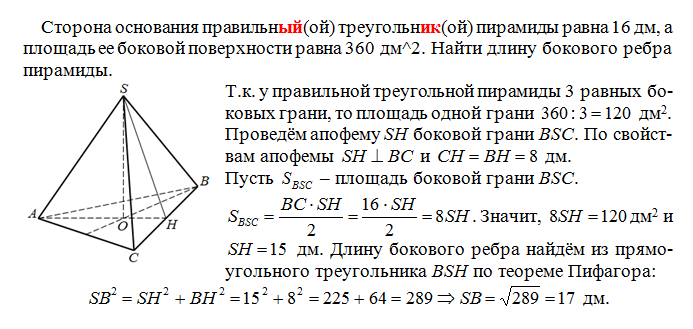 Сторона основания правильный(ой) треугольник(ой) пирамиды равна 16 дм, а
площадь ее боковой поверхности равна 360 дм^2. Найти длину бокового ребра
пирамиды.
S
A
B
C
O
H
Т.к. у правильной треугольной пирамиды 3 равных бо-
ковых грани, то площадь одной грани 360 : 3 = 120 дм².
Проведём апофему SH боковой грани BSC. По свойст-
вам апофемы SH ⊥ BC и CH = BH = 8 дм.
Пусть S_BSC – площадь боковой грани BSC.
S_BSC = (BC · SH)/2 = (16 · SH)/2 = 8SH. Значит, 8SH = 120 дм² и
SH = 15 дм. Длину бокового ребра найдём из прямо-
угольного треугольника BSH по теореме Пифагора:
SB² = SH² + BH² = 15² + 8² = 225 + 64 = 289 ⇒ SB = √289 = 17 дм.